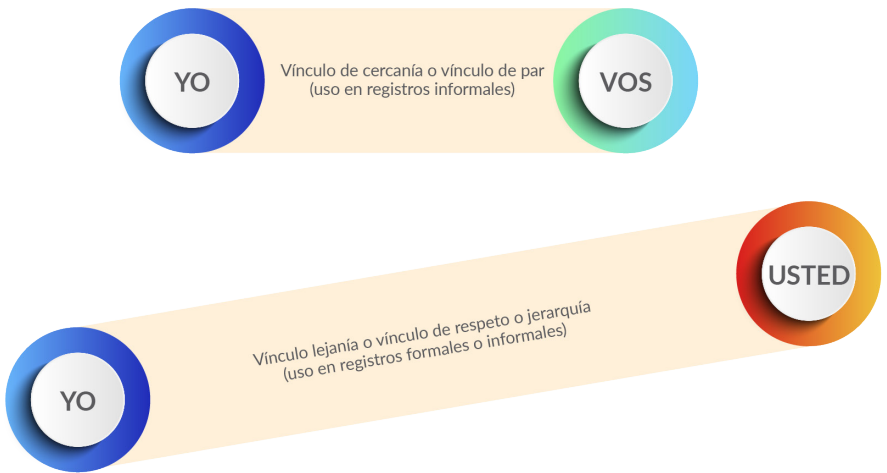 YO
Vínculo de cercanía o vínculo de par
(uso en registros informales)
VOS
USTED
Vínculo lejanía o vínculo de respeto o jerarquía
(uso en registros formales o informales)
YO